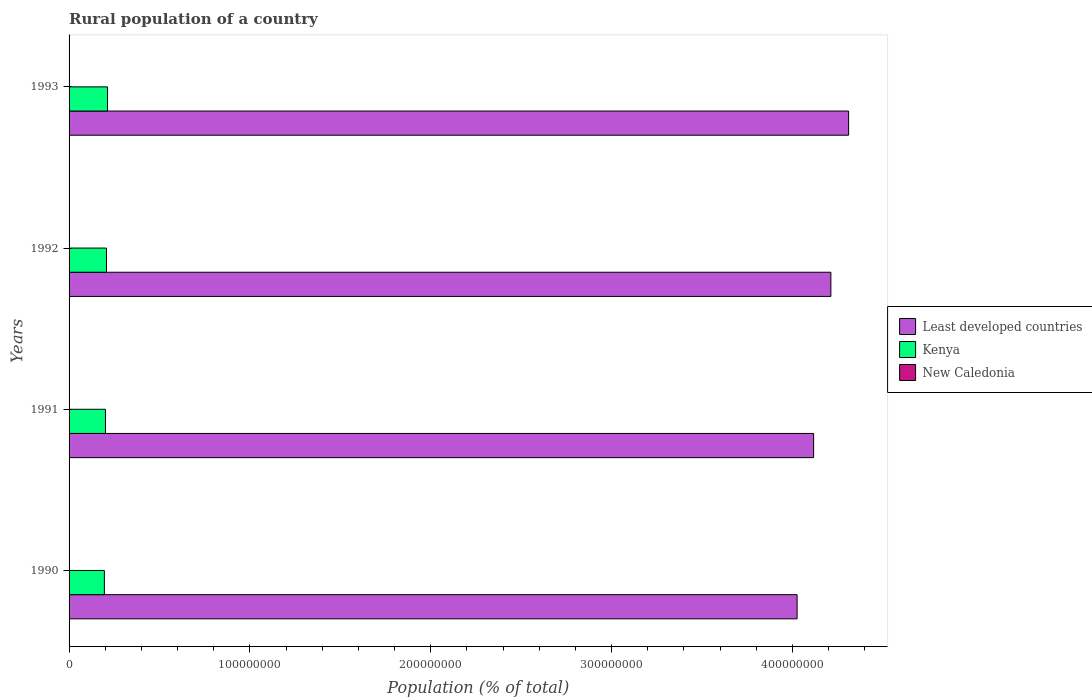 Rural population of a country
1993
1992
1991
1990
Years
0
100000000
200000000
300000000
400000000
Population (% of total)
Least developed countries
Kenya
New Caledonia